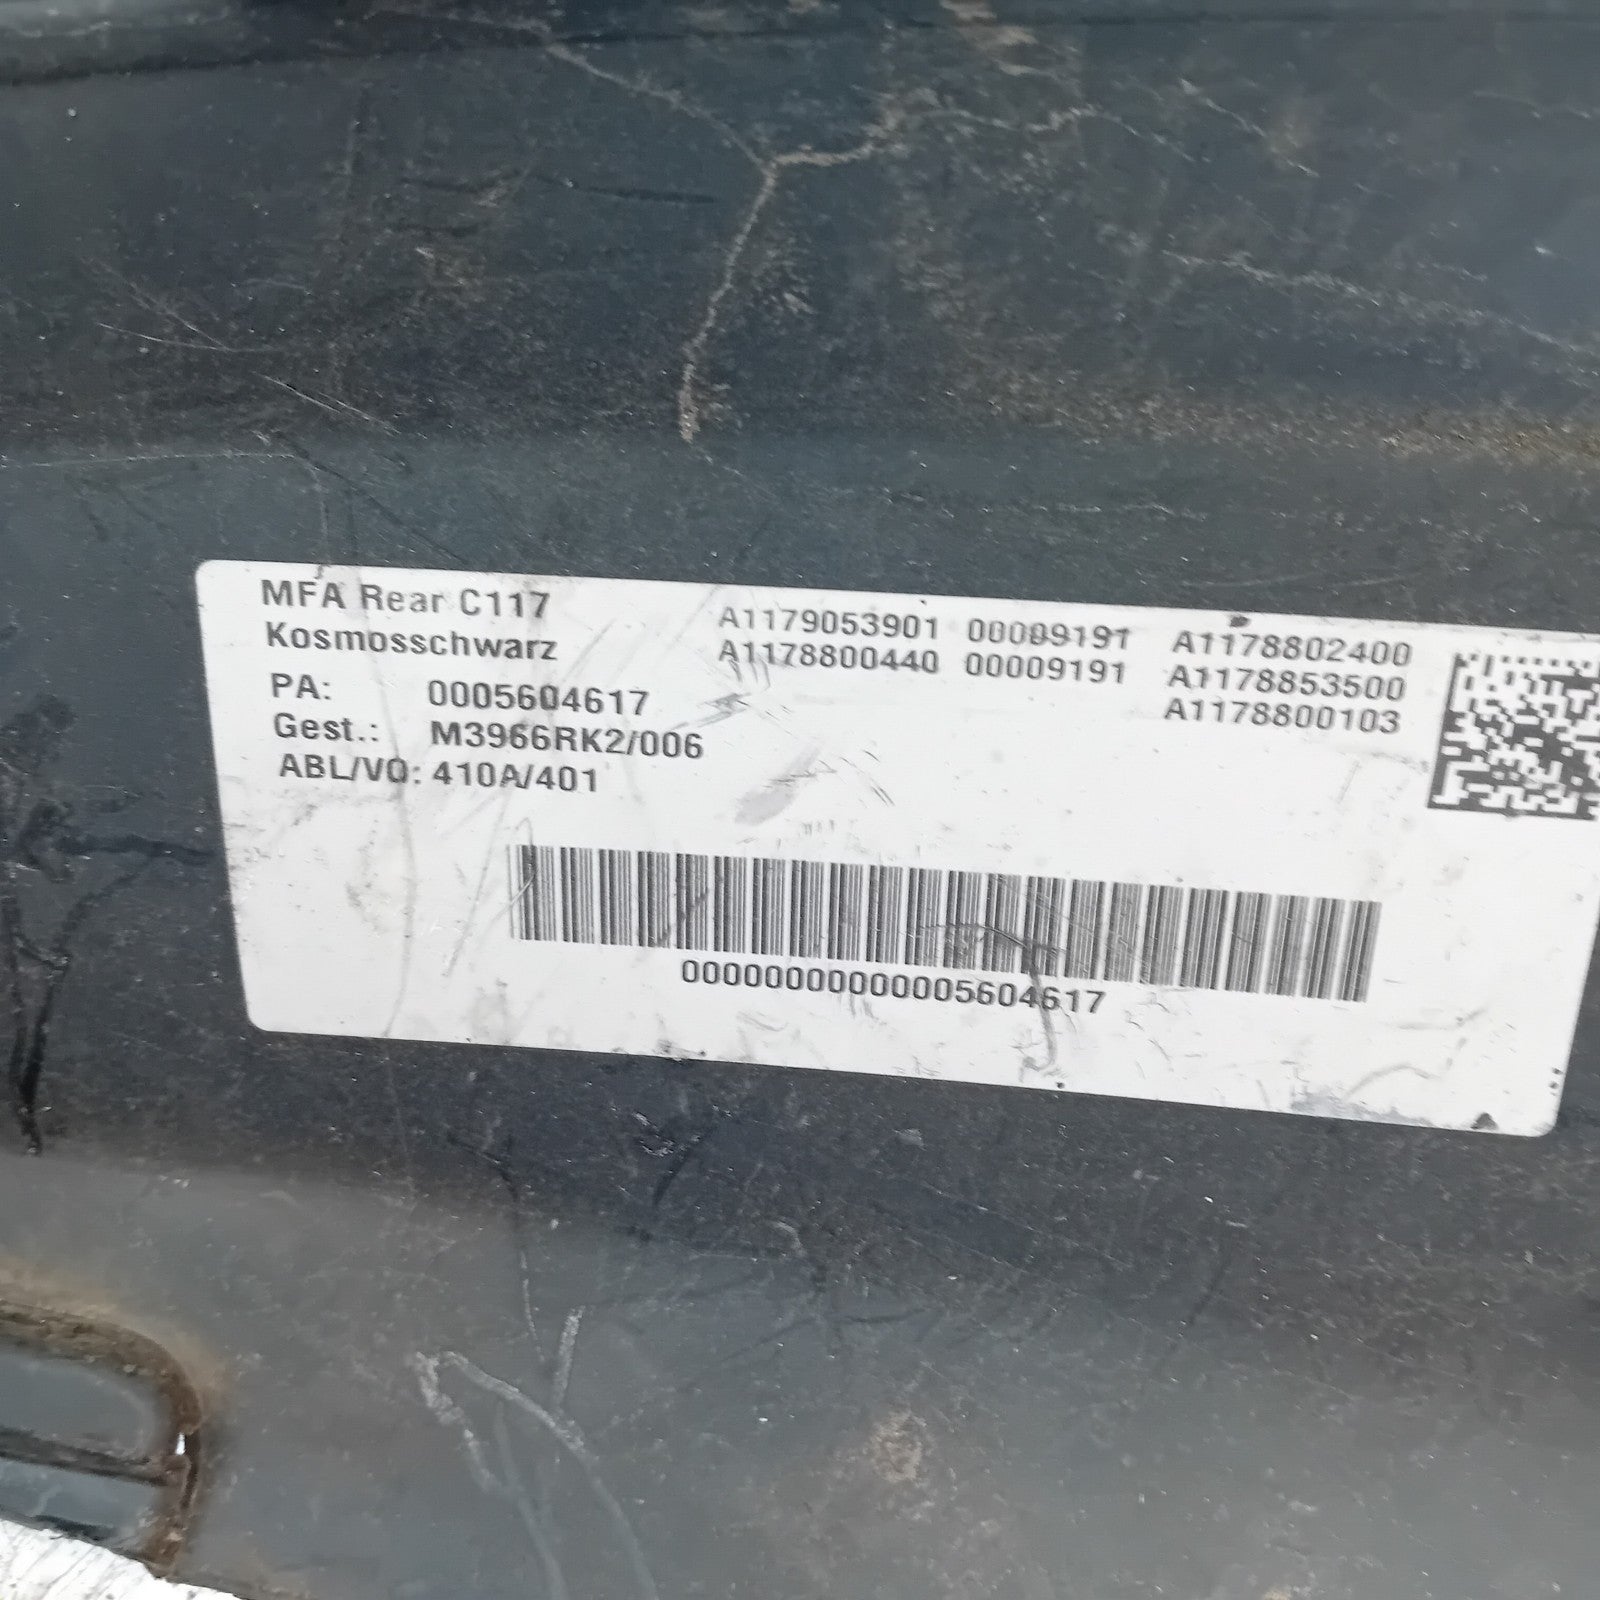 MFA Rear C117
Kosmosschwarz
PA: 0005604617
Gest.: M3966RK2/006
ABL/VO: 410A/401
A1179053901 00009191 A1178802400
A1178800440 00009191 A1178853500
A1178800103
0000000000005604617